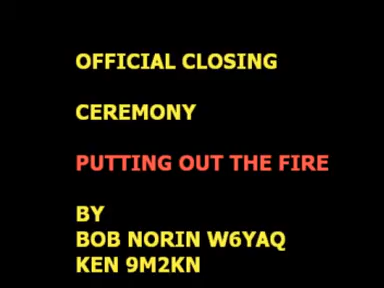 OFFICIAL CLOSING
CEREMONY
PUTTING OUT THE FIRE
BY
BOB NORIN W6YAQ
KEN 9M2KN